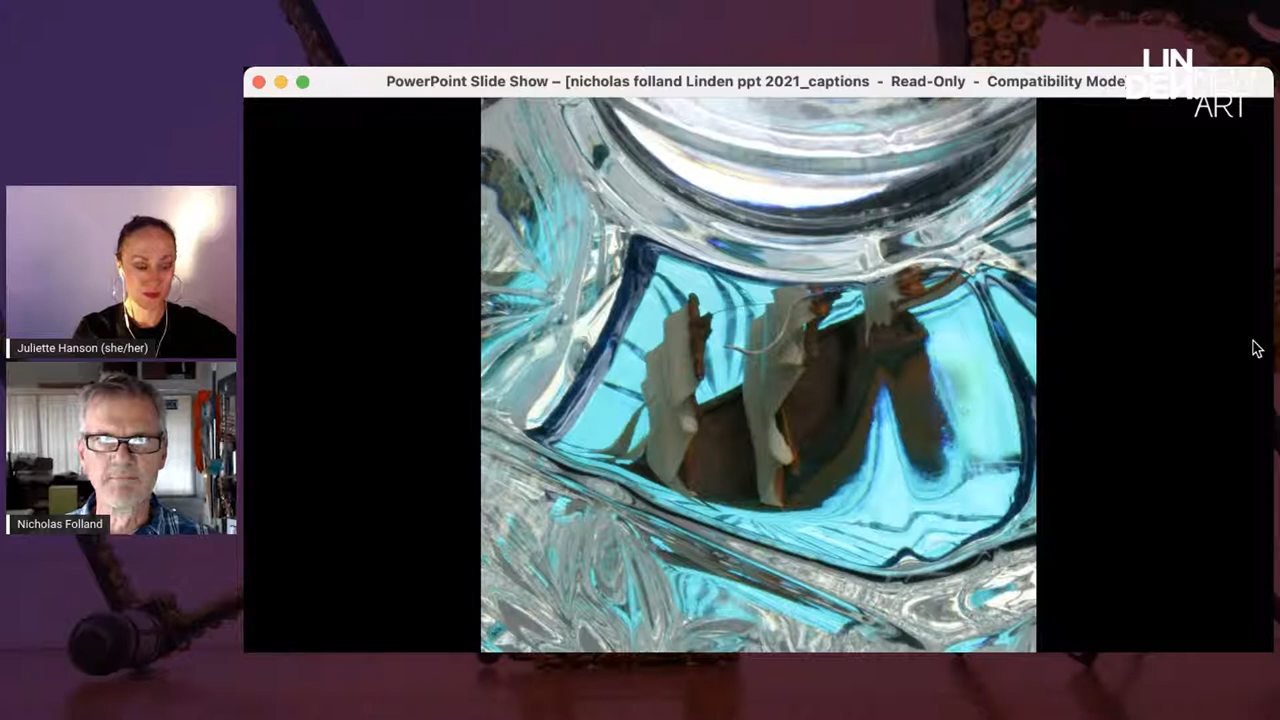 PowerPoint Slide Show – [nicholas folland Linden ppt 2021_captions - Read-Only - Compatibility Mode
LIN
DEN
ART
Juliette Hanson (she/her)
Nicholas Folland